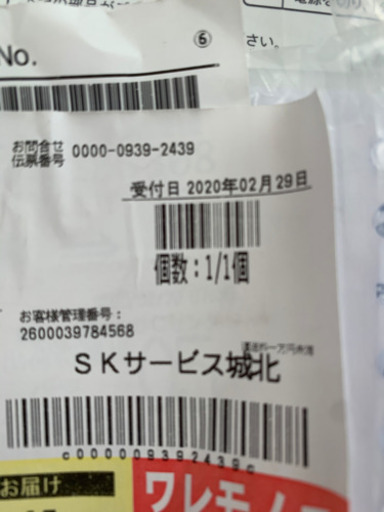 ⑥
さい。
No.
お問合せ
伝票番号 0000-0939-2439
受付日 2020年02月29日
個数：1/1個
お客様管理番号：
2600039784568
SKサービス城北
c000009392439c
お届け
ワレモノ